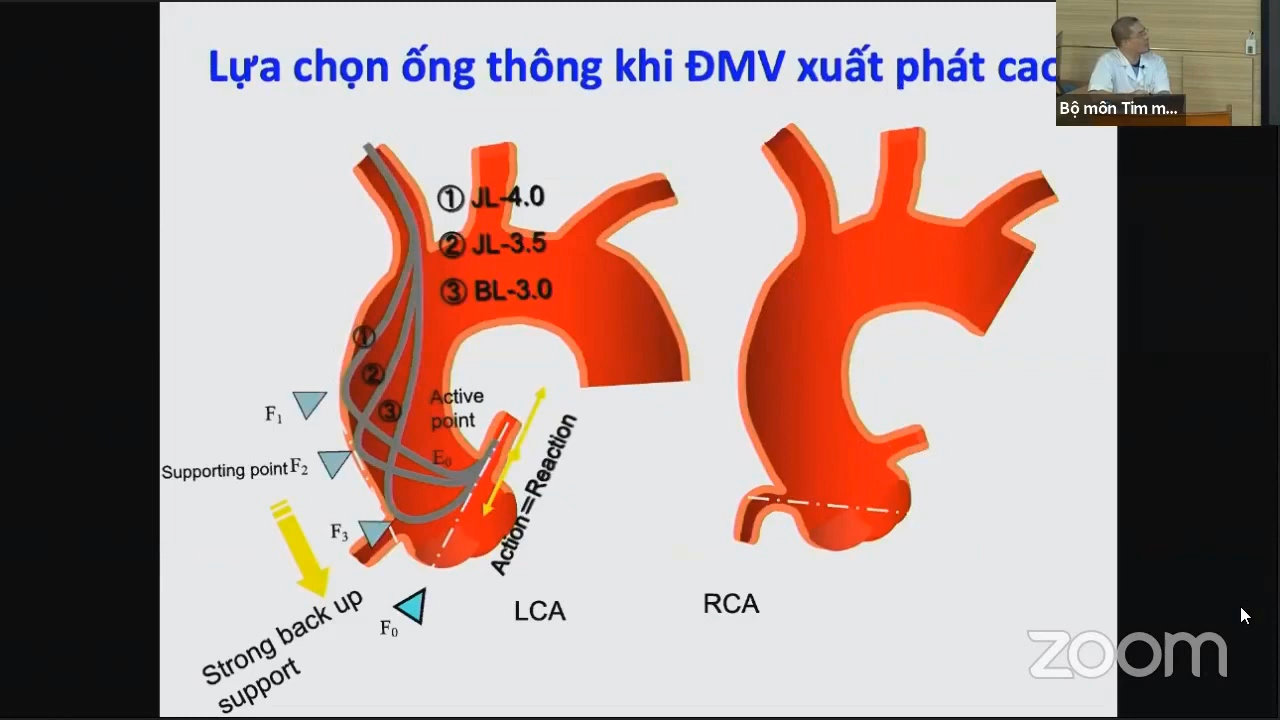 Lựa chọn ống thông khi ĐMV xuất phát cao
Bộ môn Tim m...
① JL-4.0
② JL-3.5
③ BL-3.0
①
②
③
Active
point
E₀
F₁
Supporting point F₂
F₃
F₀
Action=Reaction
Strong back up
support
LCA
RCA
zoom